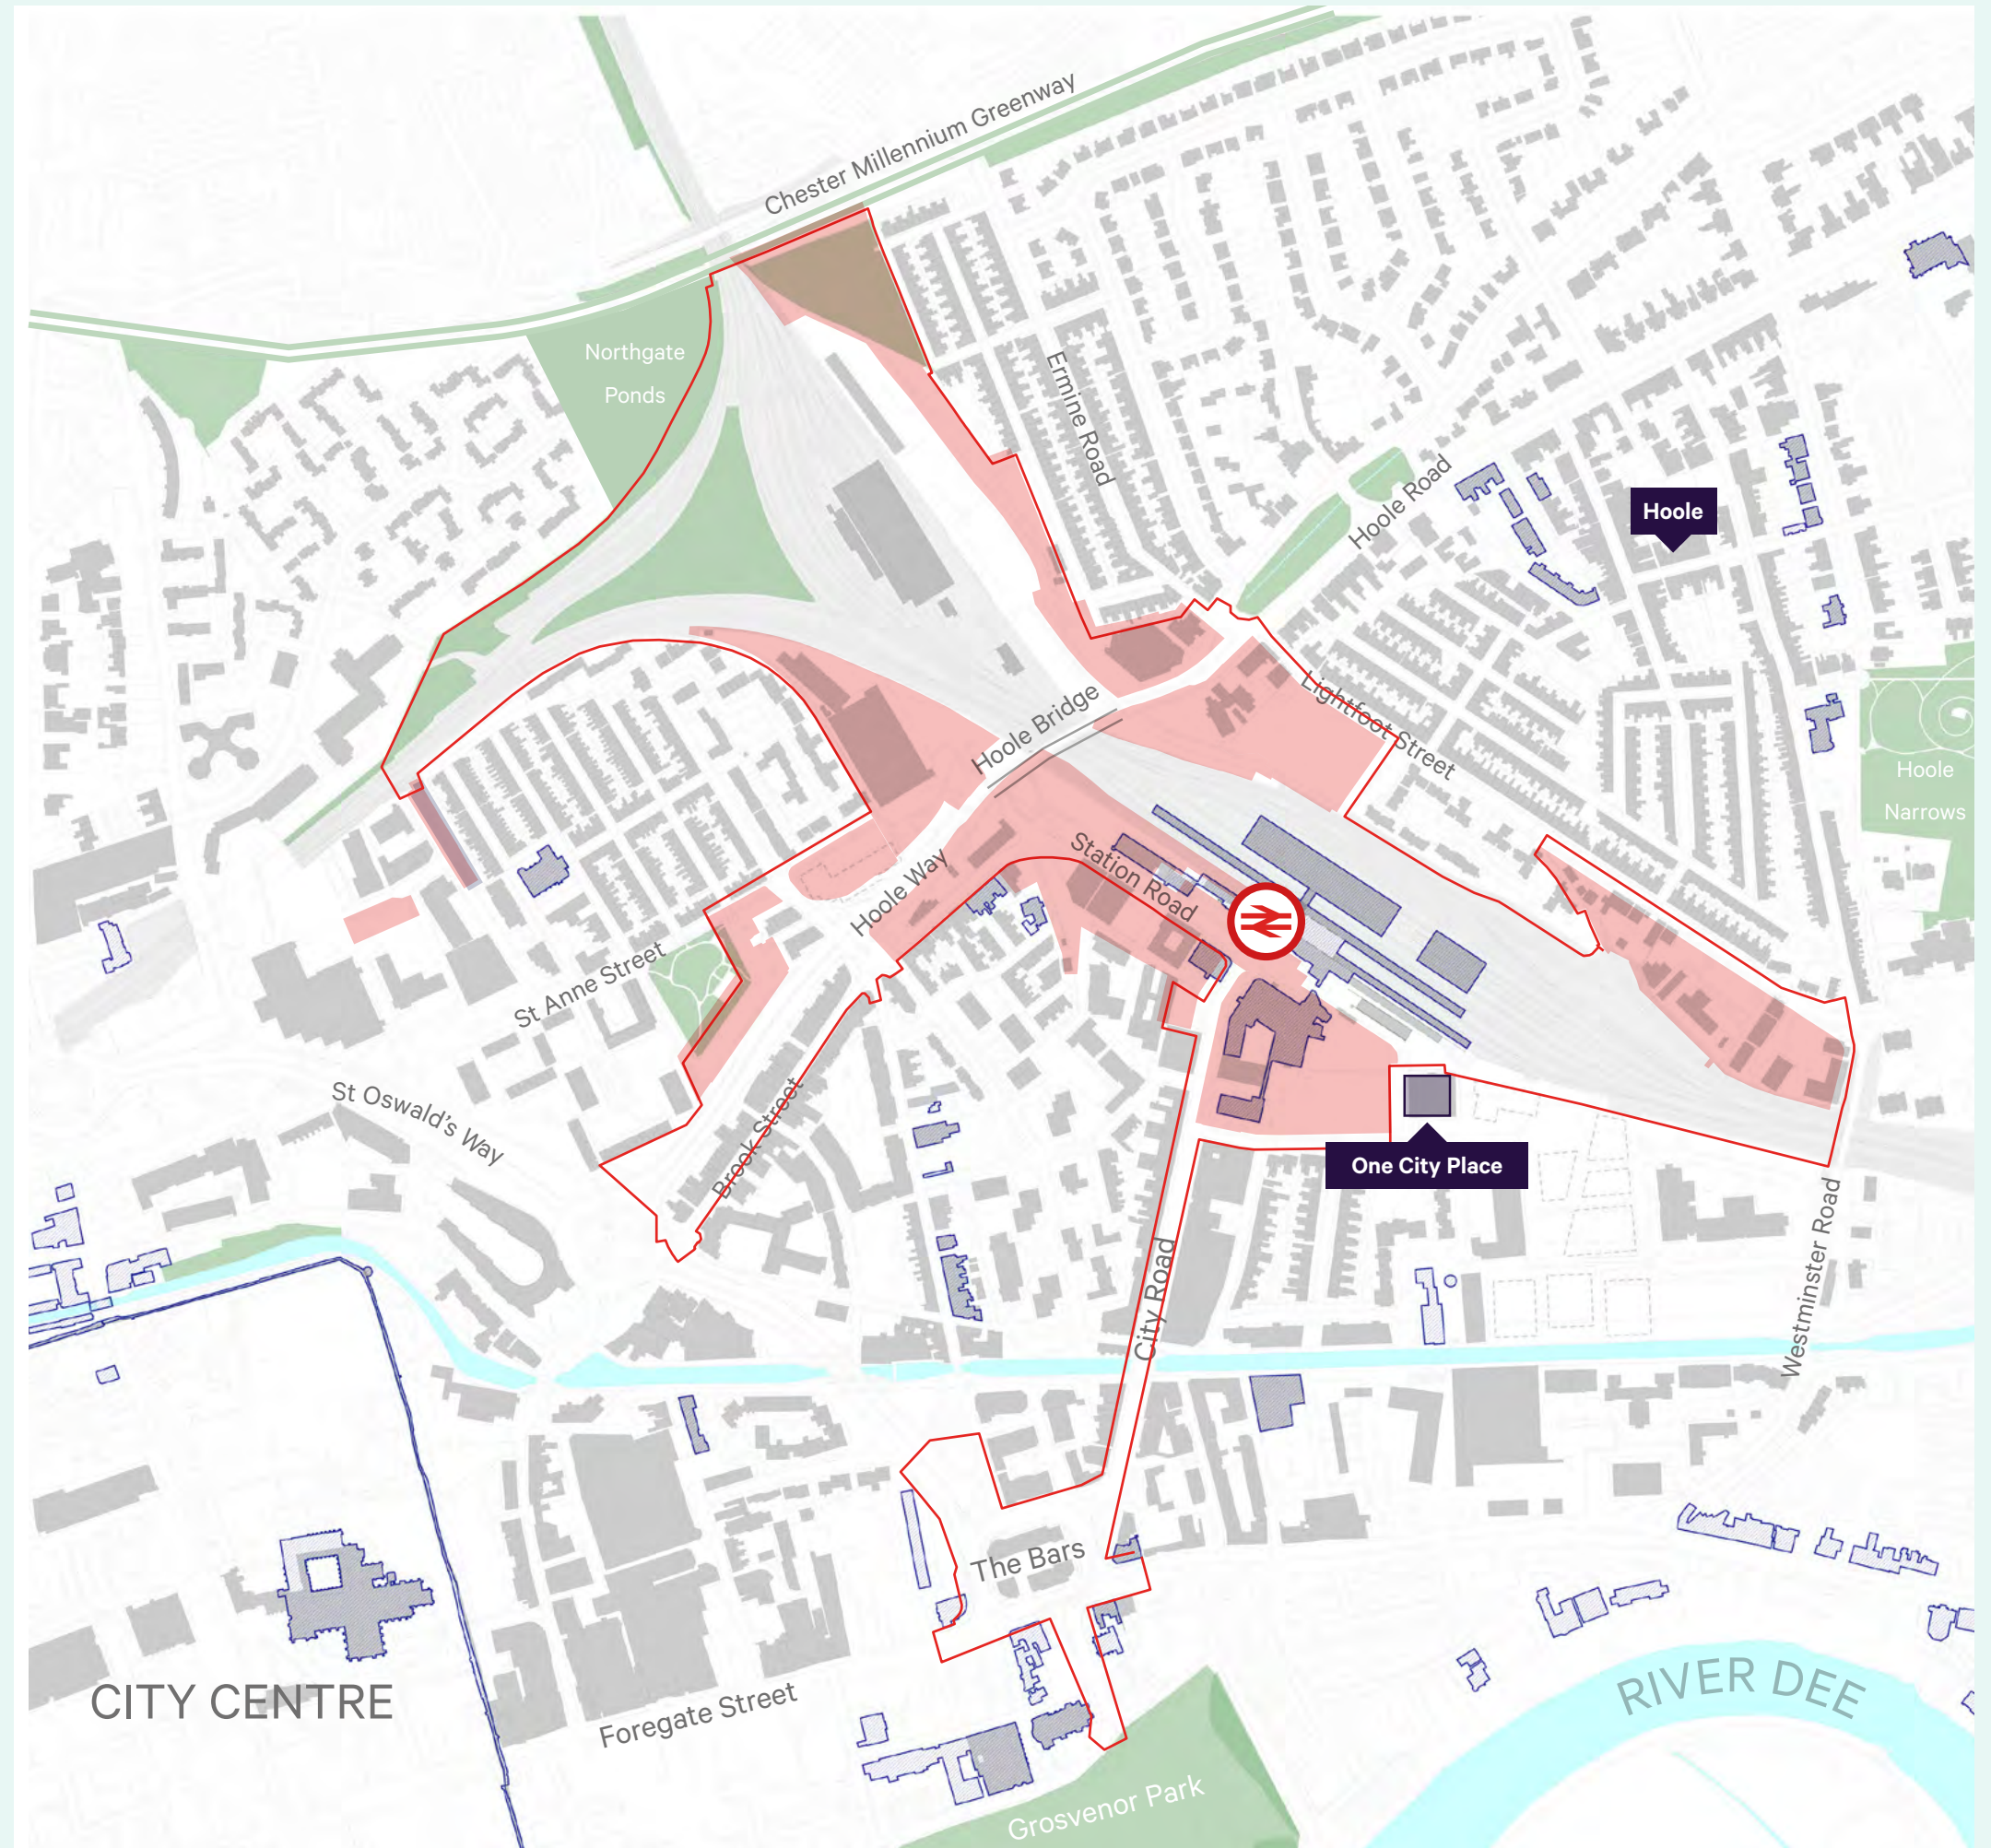 Chester Millennium Greenway
Northgate
Ponds
Ermine Road
Hoole Road
Hoole
Lightfoot Street
Hoole Bridge
Hoole
Narrows
Station Road
Hoole Way
St Anne Street
St Oswald's Way
Brook Street
One City Place
City Road
Westminster Road
The Bars
CITY CENTRE
Foregate Street
RIVER DEE
Grosvenor Park